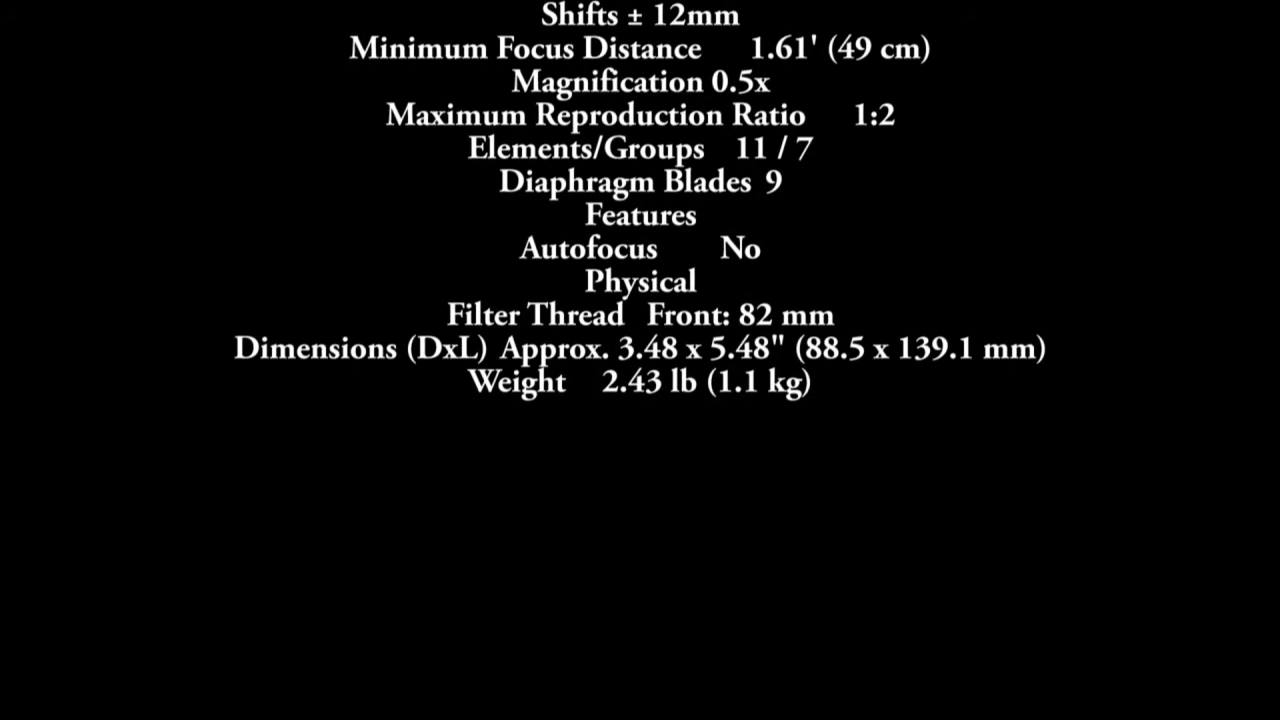 Shifts ± 12mm
Minimum Focus Distance 1.61' (49 cm)
Magnification 0.5x
Maximum Reproduction Ratio 1:2
Elements/Groups 11 / 7
Diaphragm Blades 9
Features
Autofocus No
Physical
Filter Thread Front: 82 mm
Dimensions (DxL) Approx. 3.48 x 5.48" (88.5 x 139.1 mm)
Weight 2.43 lb (1.1 kg)